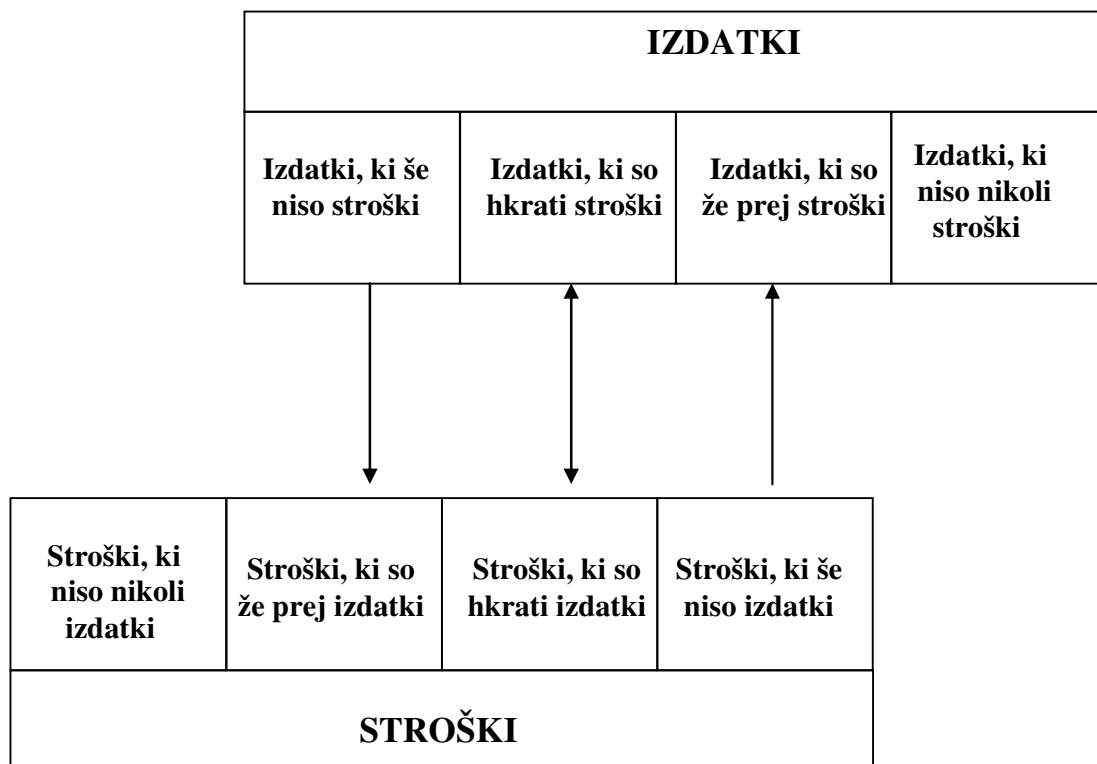 IZDATKI
Izdatki, ki še
niso stroški
Izdatki, ki so
hkrati stroški
Izdatki, ki so
že prej stroški
Izdatki, ki
niso nikoli
stroški
Stroški, ki
niso nikoli
izdatki
Stroški, ki so
že prej izdatki
Stroški, ki so
hkrati izdatki
Stroški, ki še
niso izdatki
STROŠKI